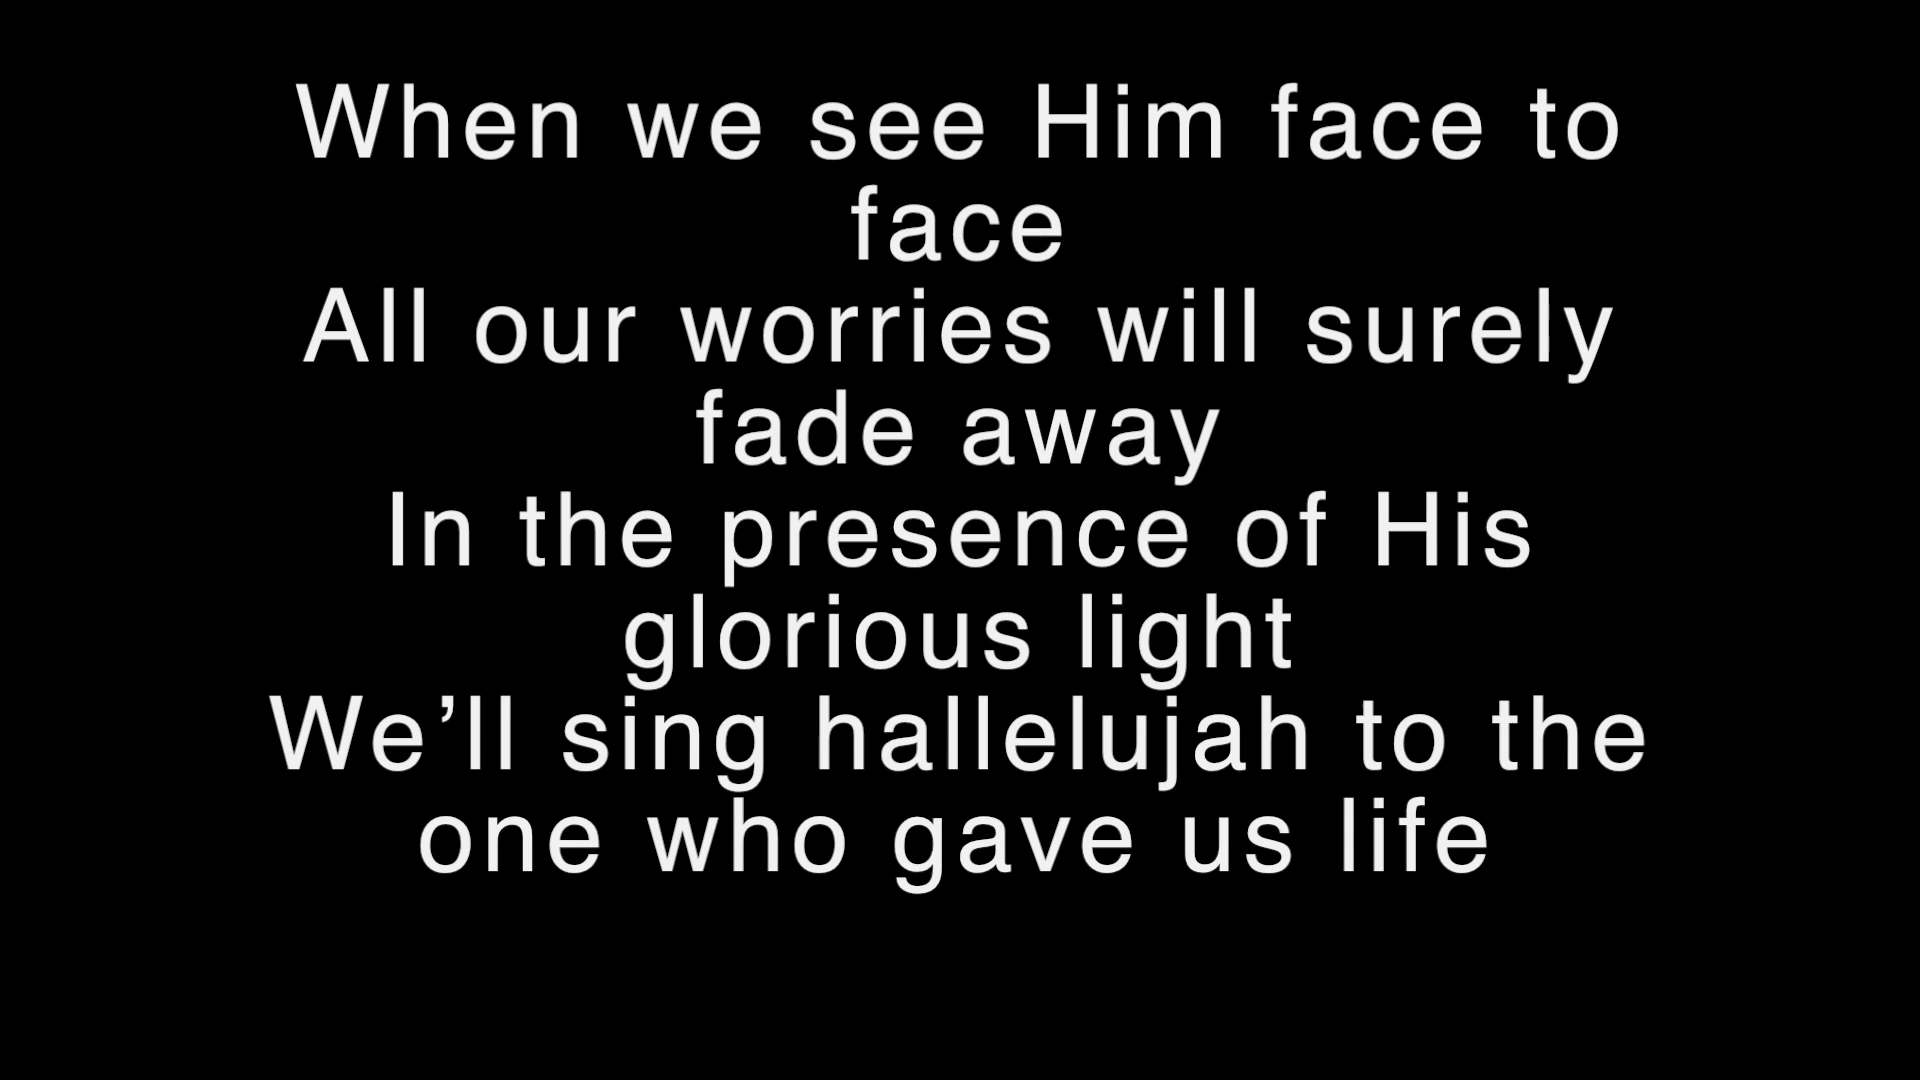 When we see Him face to
face
All our worries will surely
fade away
In the presence of His
glorious light
We’ll sing hallelujah to the
one who gave us life